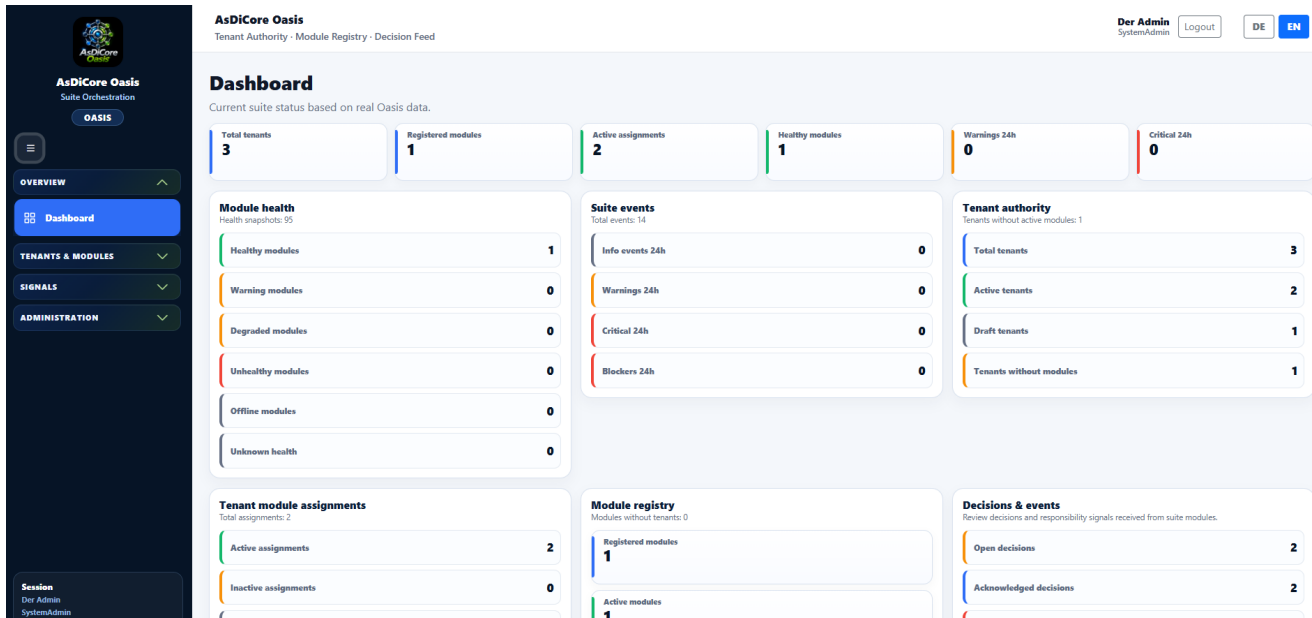 AsDiCore
Oasis
AsDiCore Oasis
Suite Orchestration
OASIS
OVERVIEW
Dashboard
TENANTS & MODULES
SIGNALS
ADMINISTRATION
Session
Der Admin
SystemAdmin
AsDiCore Oasis
Tenant Authority · Module Registry · Decision Feed
Der Admin
SystemAdmin
Logout
DE
EN
Dashboard
Current suite status based on real Oasis data.
Total tenants
3
Registered modules
1
Active assignments
2
Healthy modules
1
Warnings 24h
0
Critical 24h
0
Module health
Health snapshots: 95
Healthy modules 1
Warning modules 0
Degraded modules 0
Unhealthy modules 0
Offline modules 0
Unknown health 0
Suite events
Total events: 14
Info events 24h 0
Warnings 24h 0
Critical 24h 0
Blockers 24h 0
Tenant authority
Tenants without active modules: 1
Total tenants 3
Active tenants 2
Draft tenants 1
Tenants without modules 1
Tenant module assignments
Total assignments: 2
Active assignments 2
Inactive assignments 0
Module registry
Modules without tenants: 0
Registered modules
1
Active modules
1
Decisions & events
Review decisions and responsibility signals received from suite modules.
Open decisions 2
Acknowledged decisions 2